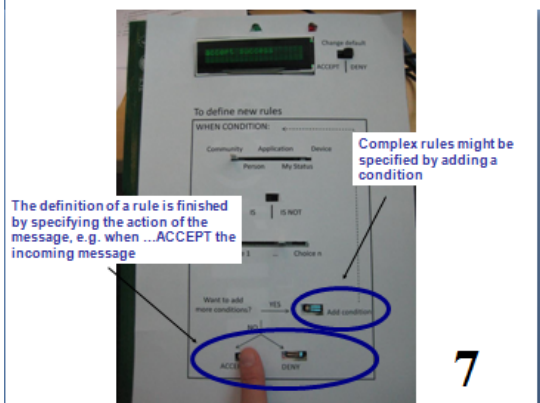 accept success
Change default
ACCEPT | DENY
To define new rules
WHEN CONDITION:
Community Application Device
Person My Status
Complex rules might be
specified by adding a
condition
The definition of a rule is finished
by specifying the action of the
message, e.g. when ...ACCEPT the
incoming message
IS | IS NOT
1 ... Choice n
Want to add
more conditions?
YES
Add condition
NO
DENY
7